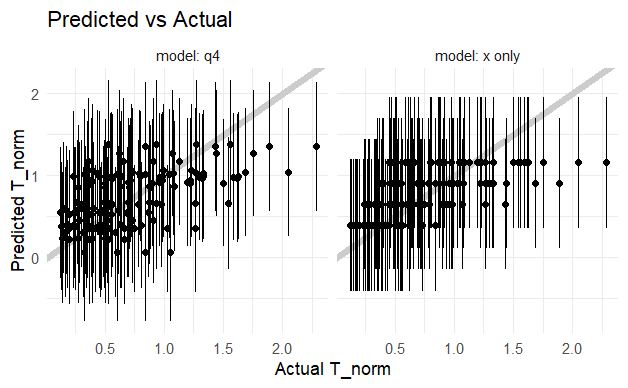 Predicted vs Actual
model: q4
model: x only
2
1
0
Predicted T_norm
0.5
1.0
1.5
2.0
0.5
1.0
1.5
2.0
Actual T_norm